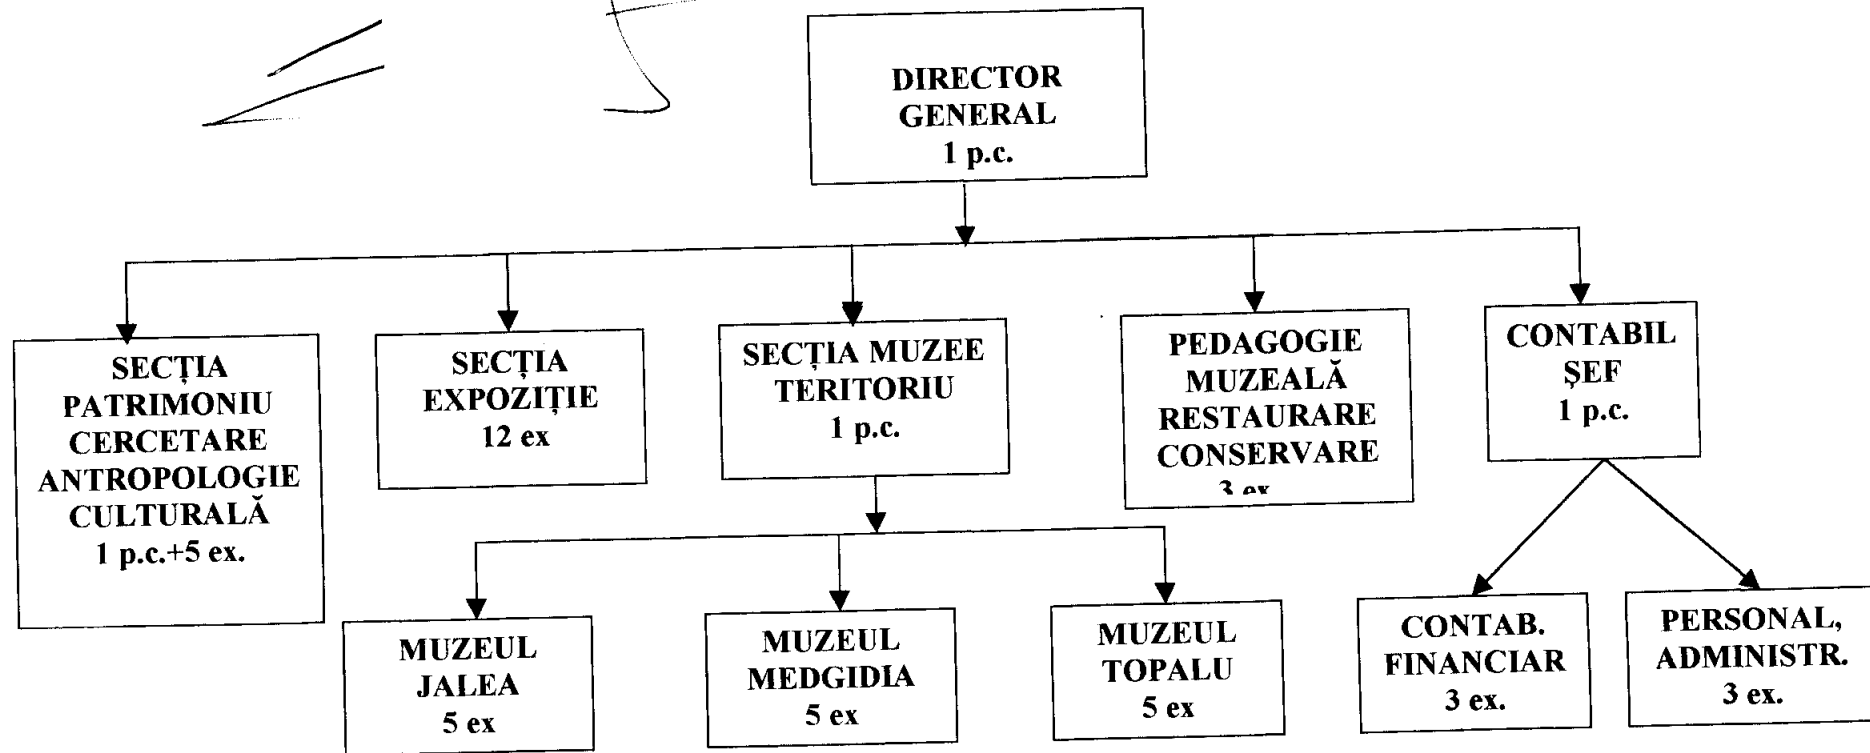 DIRECTOR
GENERAL
1 p.c.
SECȚIA
PATRIMONIU
CERCETARE
ANTROPOLOGIE
CULTURALĂ
1 p.c.+5 ex.
SECȚIA
EXPOZIȚIE
12 ex
SECȚIA MUZEE
TERITORIU
1 p.c.
PEDAGOGIE
MUZEALĂ
RESTAURARE
CONSERVARE
3 ex
CONTABIL
ȘEF
1 p.c.
MUZEUL
JALEA
5 ex
MUZEUL
MEDGIDIA
5 ex
MUZEUL
TOPALU
5 ex
CONTAB.
FINANCIAR
3 ex.
PERSONAL,
ADMINISTR.
3 ex.